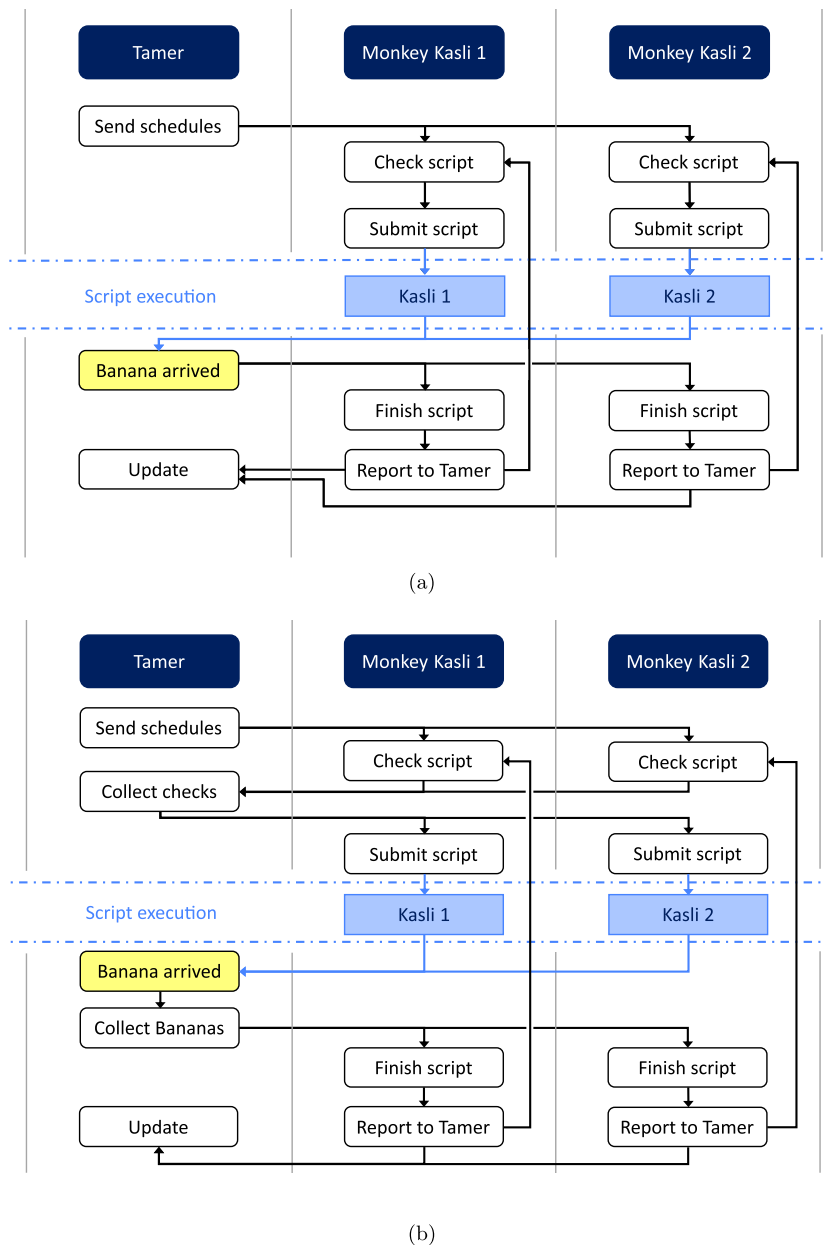 Tamer
Monkey Kasli 1
Monkey Kasli 2
Send schedules
Check script
Check script
Submit script
Submit script
Script execution
Kasli 1
Kasli 2
Banana arrived
Finish script
Finish script
Update
Report to Tamer
Report to Tamer
(a)
Tamer
Monkey Kasli 1
Monkey Kasli 2
Send schedules
Check script
Check script
Collect checks
Submit script
Submit script
Script execution
Kasli 1
Kasli 2
Banana arrived
Collect Bananas
Finish script
Finish script
Update
Report to Tamer
Report to Tamer
(b)